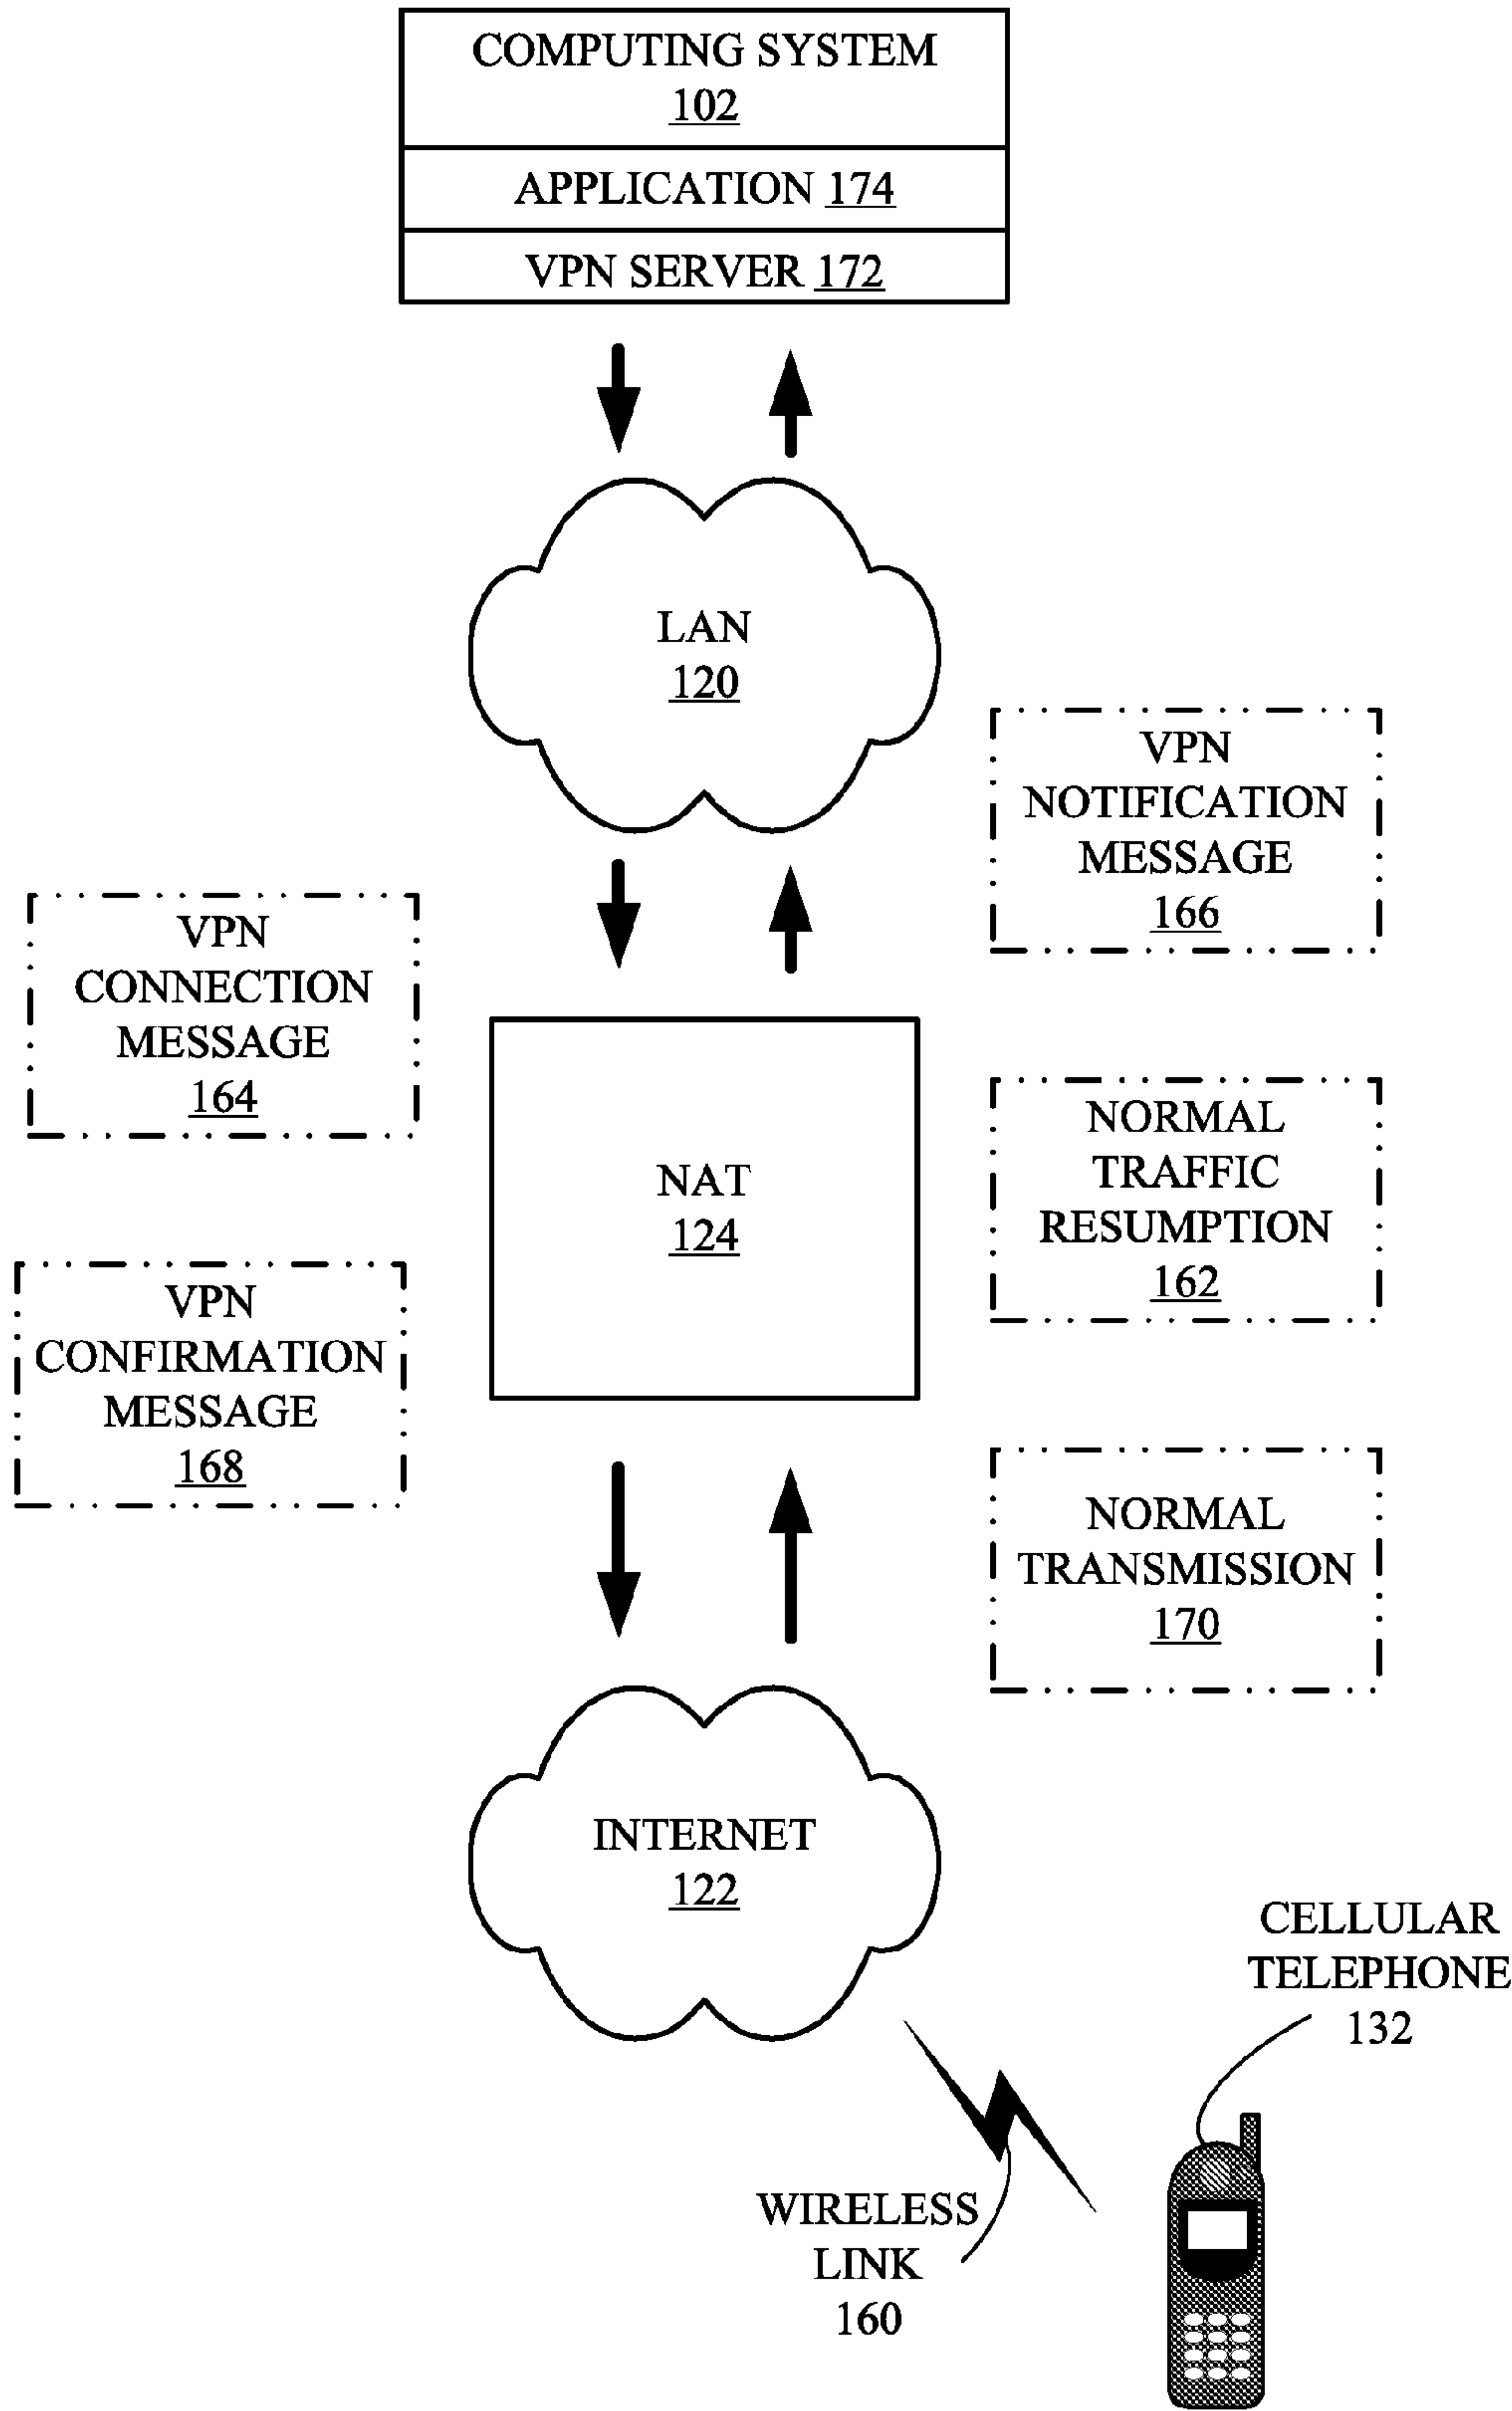 COMPUTING SYSTEM
102
APPLICATION 174
VPN SERVER 172
LAN
120
VPN
NOTIFICATION
MESSAGE
166
VPN
CONNECTION
MESSAGE
164
NORMAL
TRAFFIC
RESUMPTION
162
NAT
124
VPN
CONFIRMATION
MESSAGE
168
NORMAL
TRANSMISSION
170
INTERNET
122
CELLULAR
TELEPHONE
132
WIRELESS
LINK
160